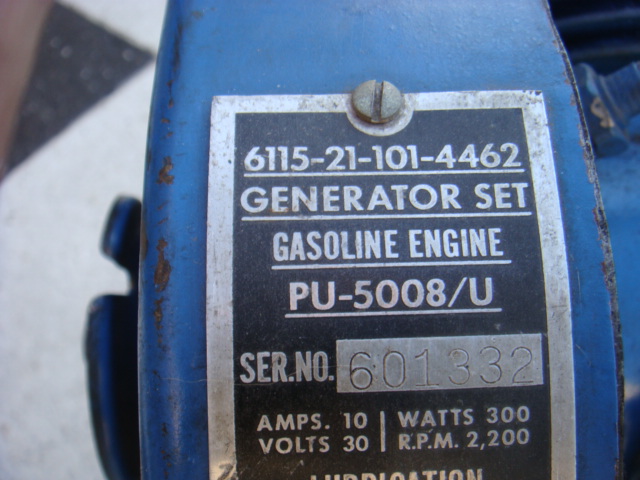 6115-21-101-4462
GENERATOR SET
GASOLINE ENGINE
PU-5008/U
SER.NO. 601332
AMPS. 10 | WATTS 300
VOLTS 30 | R.P.M. 2,200
LUBRICATION